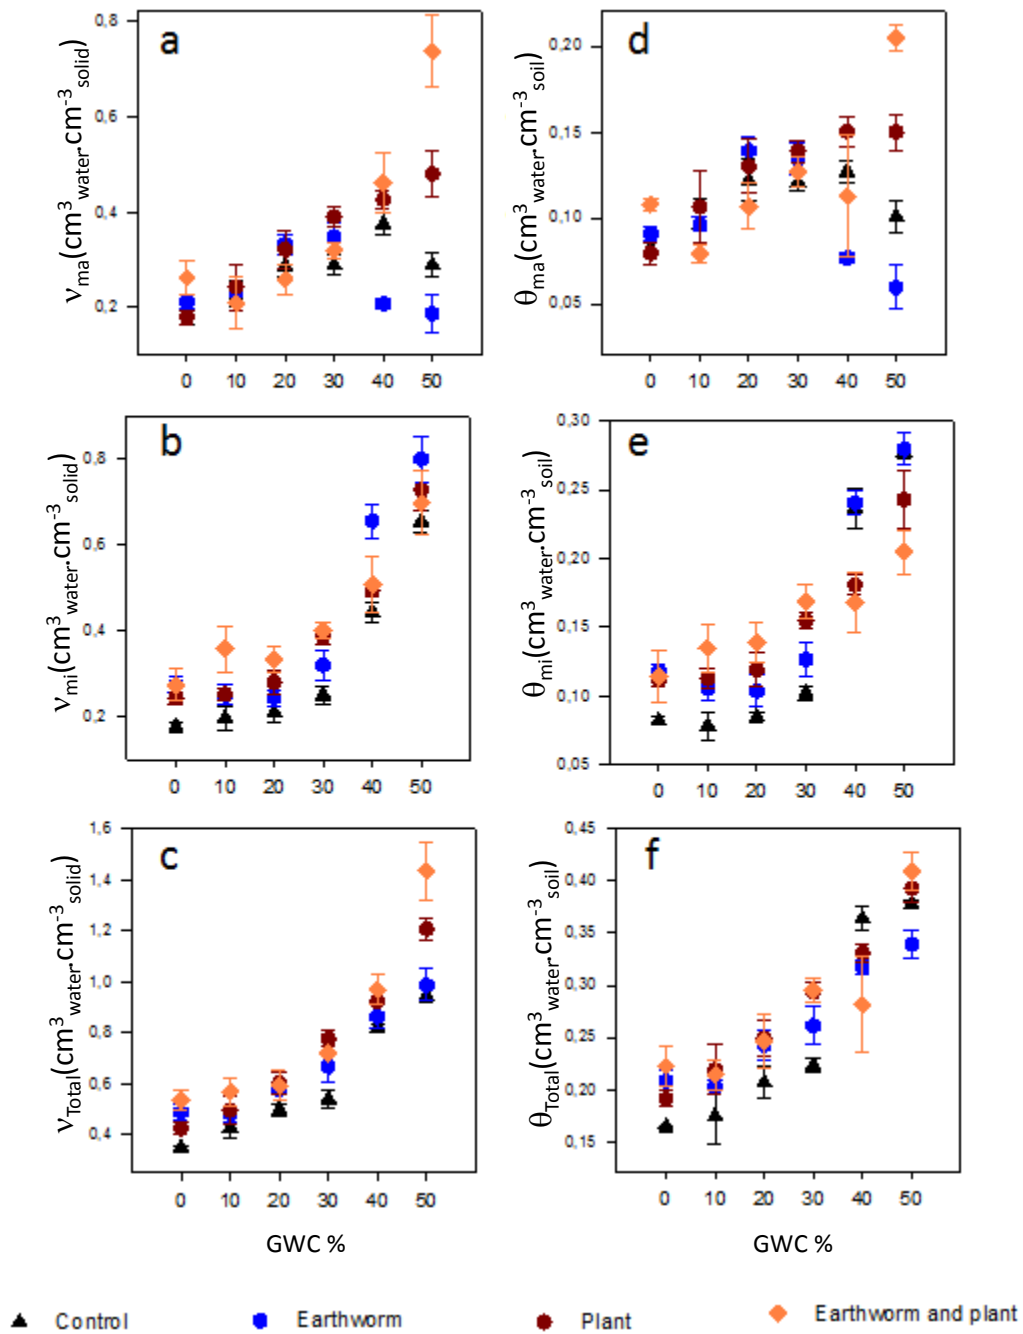 a
ν_ma(cm³_water.cm⁻³_solid)
0,8
0,6
0,4
0,2
0 10 20 30 40 50
d
θ_ma(cm³_water.cm⁻³_soil)
0,20
0,15
0,10
0,05
0 10 20 30 40 50
b
ν_mi(cm³_water.cm⁻³_solid)
0,8
0,6
0,4
0,2
0 10 20 30 40 50
e
θ_mi(cm³_water.cm⁻³_soil)
0,30
0,25
0,20
0,15
0,10
0,05
0 10 20 30 40 50
c
ν_Total(cm³_water.cm⁻³_solid)
1,6
1,4
1,2
1,0
0,8
0,6
0,4
0 10 20 30 40 50
GWC %
f
θ_Total(cm³_water.cm⁻³_soil)
0,45
0,40
0,35
0,30
0,25
0,20
0,15
0 10 20 30 40 50
GWC %
Control Earthworm Plant Earthworm and plant